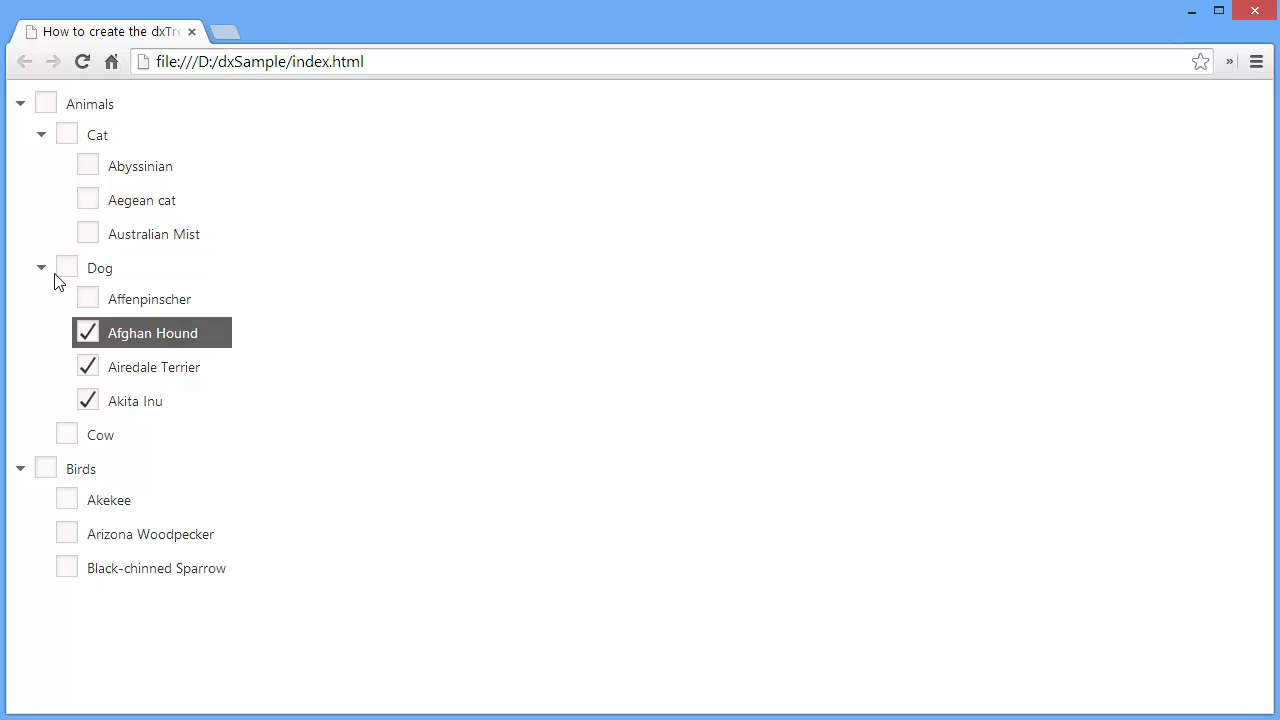 How to create the dxTre
file:///D:/dxSample/index.html
»
Animals
Cat
Abyssinian
Aegean cat
Australian Mist
Dog
Affenpinscher
Afghan Hound
Airedale Terrier
Akita Inu
Cow
Birds
Akekee
Arizona Woodpecker
Black-chinned Sparrow